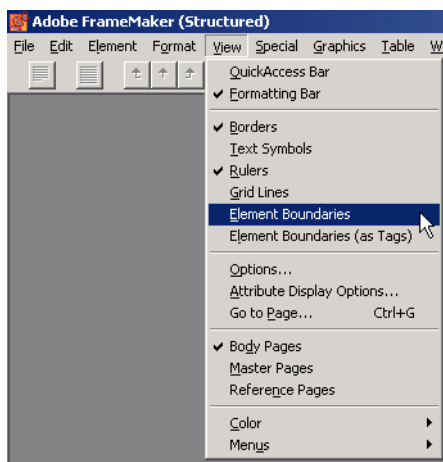 Adobe FrameMaker (Structured)
File Edit Element Format View Special Graphics Table W
QuickAccess Bar
Formatting Bar
Borders
Text Symbols
Rulers
Grid Lines
Element Boundaries
Element Boundaries (as Tags)
Options...
Attribute Display Options...
Go to Page... Ctrl+G
Body Pages
Master Pages
Reference Pages
Color
Menus